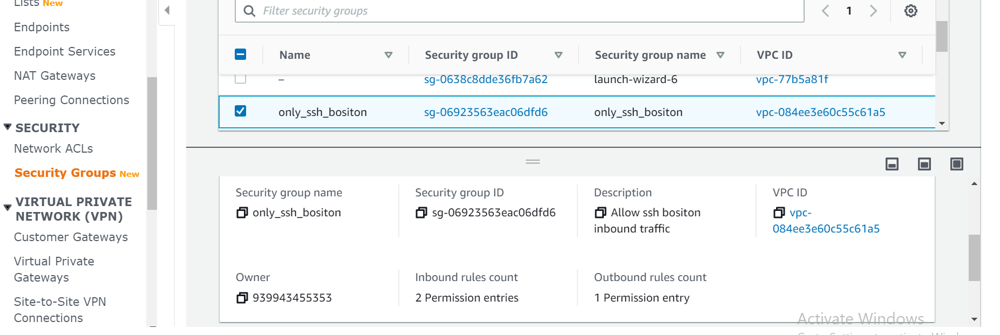 Lists New
Endpoints
Endpoint Services
NAT Gateways
Peering Connections
SECURITY
Network ACLs
Security Groups New
VIRTUAL PRIVATE
NETWORK (VPN)
Customer Gateways
Virtual Private
Gateways
Site-to-Site VPN
Connections
Filter security groups
1
Name Security group ID Security group name VPC ID
– sg-0638c8dde36fb7a62 launch-wizard-6 vpc-77b5a81f
only_ssh_bositon sg-06923563eac06dfd6 only_ssh_bositon vpc-084ee3e60c55c61a5
Security group name
only_ssh_bositon
Security group ID
sg-06923563eac06dfd6
Description
Allow ssh bositon
inbound traffic
VPC ID
vpc-
084ee3e60c55c61a5
Owner
939943455353
Inbound rules count
2 Permission entries
Outbound rules count
1 Permission entry
Activate Windows